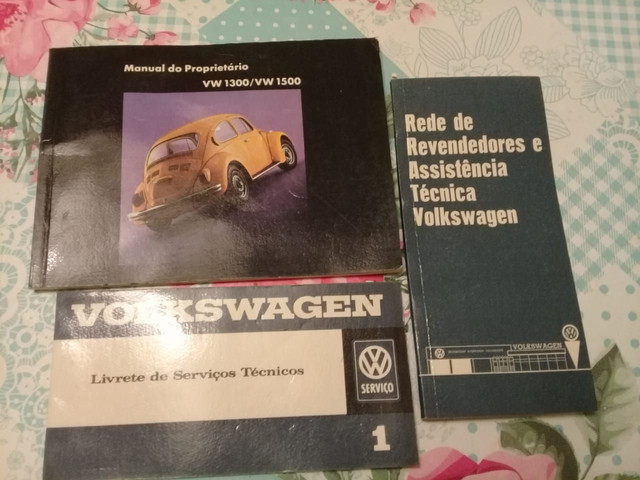 Manual do Proprietário
VW 1300/VW 1500
Rede de
Revendedores e
Assistência
Técnica
Volkswagen
VOLKSWAGEN
VOLKSWAGEN
Livrete de Serviços Técnicos
SERVIÇO
1